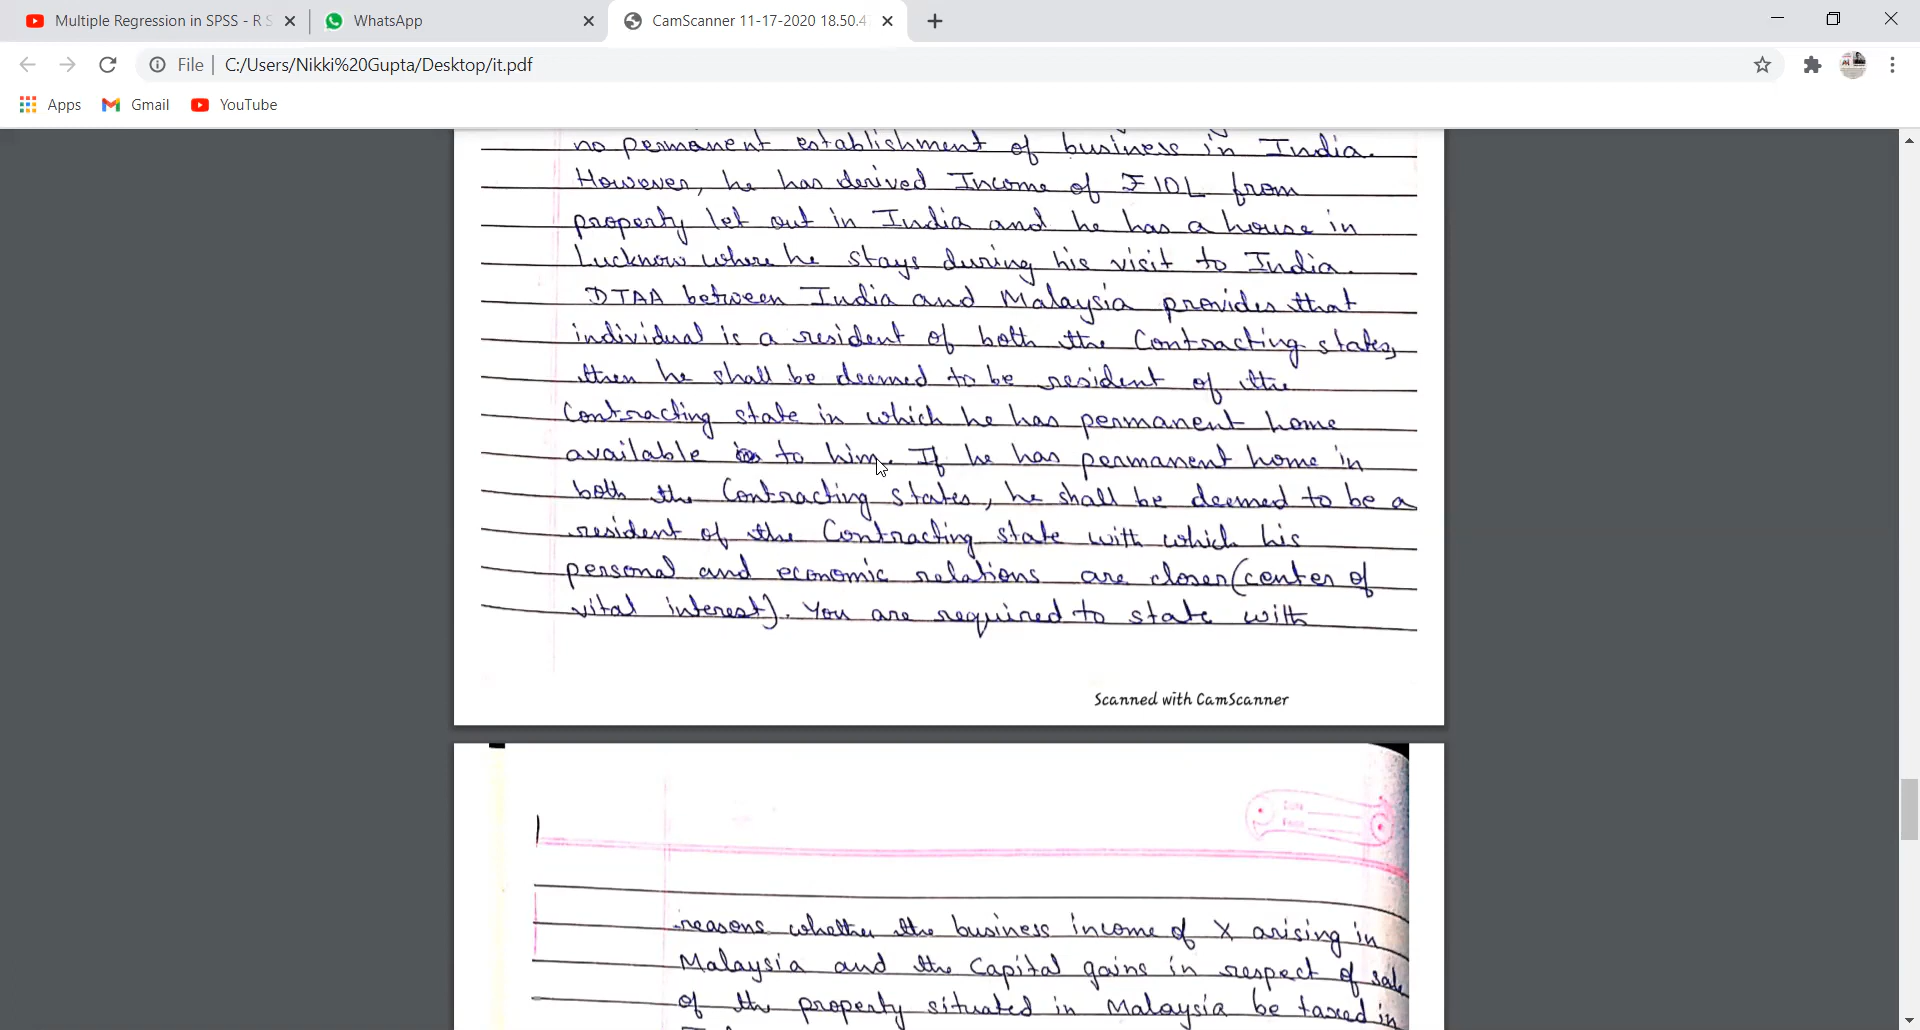 Multiple Regression in SPSS - R S
WhatsApp
CamScanner 11-17-2020 18.50.47
File
C:/Users/Nikki%20Gupta/Desktop/it.pdf
Apps
Gmail
YouTube
no permanent establishment of business in India.
However, he has derived Income of ₹10L from
property let out in India and he has a house in
Lucknow where he stays during his visit to India.
DTAA between India and Malaysia provides that
individual is a resident of both the Contracting states,
then he shall be deemed to be resident of the
Contracting state in which he has permanent home
available to him. If he has permanent home in
both the Contracting states, he shall be deemed to be a
resident of the Contracting state with which his
personal and economic relations are closer (center of
vital interest). You are required to state with
Scanned with CamScanner
reasons whether the business income of X arising in
Malaysia and the Capital gains in respect of sale
of the property situated in Malaysia be taxed in